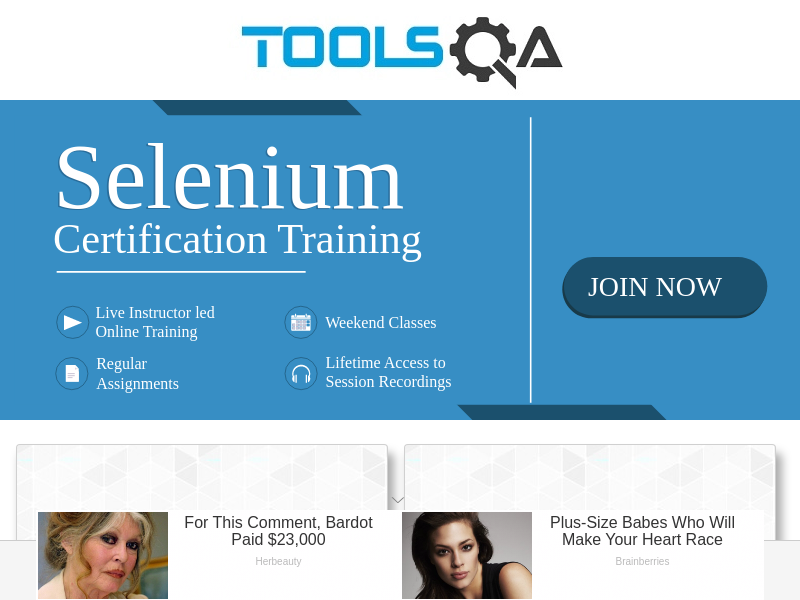 TOOLSQA
Selenium
Certification Training
Live Instructor led
Online Training
Weekend Classes
Regular
Assignments
Lifetime Access to
Session Recordings
JOIN NOW
For This Comment, Bardot
Paid $23,000
Herbeauty
Plus-Size Babes Who Will
Make Your Heart Race
Brainberries